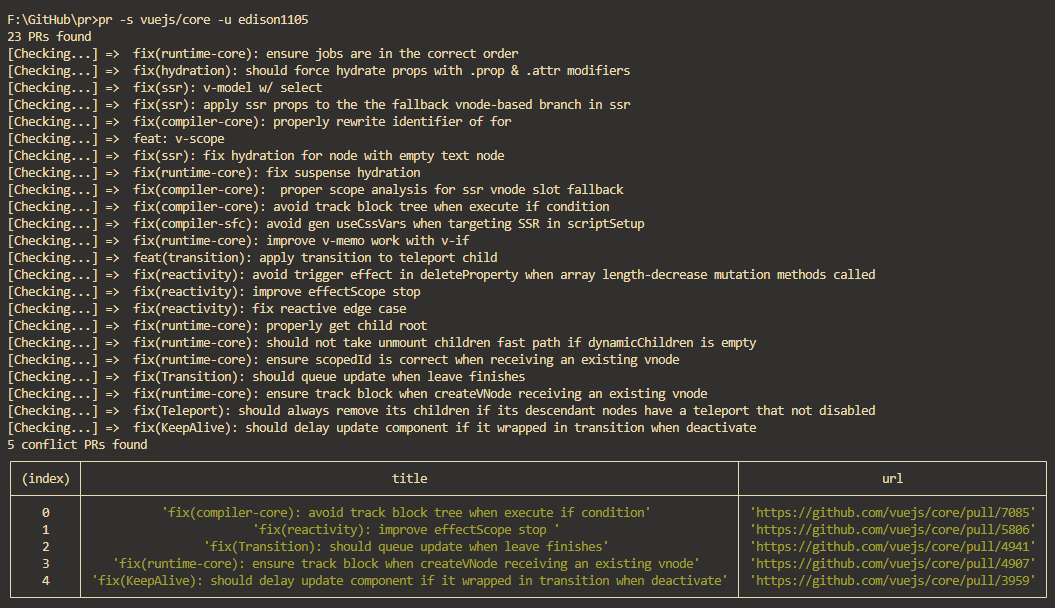 F:\GitHub\pr>pr -s vuejs/core -u edison1105
23 PRs found
[Checking...] =>  fix(runtime-core): ensure jobs are in the correct order
[Checking...] =>  fix(hydration): should force hydrate props with .prop & .attr modifiers
[Checking...] =>  fix(ssr): v-model w/ select
[Checking...] =>  fix(ssr): apply ssr props to the the fallback vnode-based branch in ssr
[Checking...] =>  fix(compiler-core): properly rewrite identifier of for
[Checking...] =>  feat: v-scope
[Checking...] =>  fix(ssr): fix hydration for node with empty text node
[Checking...] =>  fix(runtime-core): fix suspense hydration
[Checking...] =>  fix(compiler-core):  proper scope analysis for ssr vnode slot fallback
[Checking...] =>  fix(compiler-core): avoid track block tree when execute if condition
[Checking...] =>  fix(compiler-sfc): avoid gen useCssVars when targeting SSR in scriptSetup
[Checking...] =>  fix(runtime-core): improve v-memo work with v-if
[Checking...] =>  feat(transition): apply transition to teleport child
[Checking...] =>  fix(reactivity): avoid trigger effect in deleteProperty when array length-decrease mutation methods called
[Checking...] =>  fix(reactivity): improve effectScope stop
[Checking...] =>  fix(reactivity): fix reactive edge case
[Checking...] =>  fix(runtime-core): properly get child root
[Checking...] =>  fix(runtime-core): should not take unmount children fast path if dynamicChildren is empty
[Checking...] =>  fix(runtime-core): ensure scopedId is correct when receiving an existing vnode
[Checking...] =>  fix(Transition): should queue update when leave finishes
[Checking...] =>  fix(runtime-core): ensure track block when createVNode receiving an existing vnode
[Checking...] =>  fix(Teleport): should always remove its children if its descendant nodes have a teleport that not disabled
[Checking...] =>  fix(KeepAlive): should delay update component if it wrapped in transition when deactivate
5 conflict PRs found
(index) title url
0 'fix(compiler-core): avoid track block tree when execute if condition' 'https://github.com/vuejs/core/pull/7085'
1 'fix(reactivity): improve effectScope stop ' 'https://github.com/vuejs/core/pull/5806'
2 'fix(Transition): should queue update when leave finishes' 'https://github.com/vuejs/core/pull/4941'
3 'fix(runtime-core): ensure track block when createVNode receiving an existing vnode' 'https://github.com/vuejs/core/pull/4907'
4 'fix(KeepAlive): should delay update component if it wrapped in transition when deactivate' 'https://github.com/vuejs/core/pull/3959'